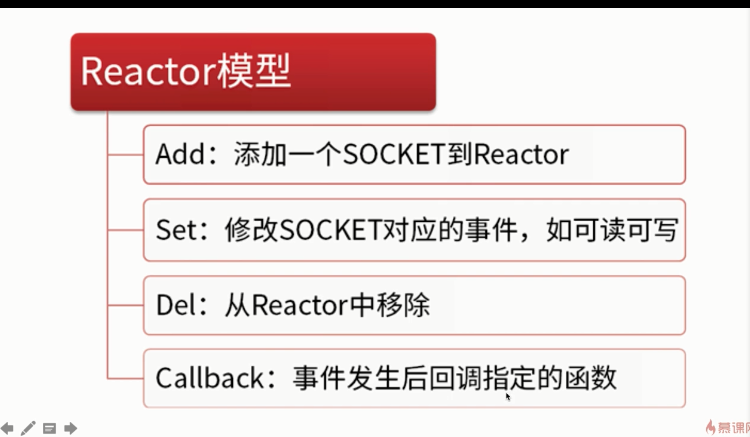 Reactor模型
Add：添加一个SOCKET到Reactor
Set：修改SOCKET对应的事件，如可读可写
Del：从Reactor中移除
Callback：事件发生后回调指定的函数
慕课